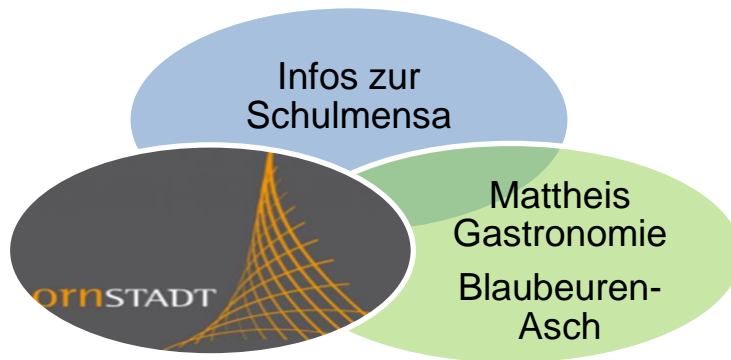 Infos zur
Schulmensa
Mattheis
Gastronomie
Blaubeuren-
Asch
ornSTADT